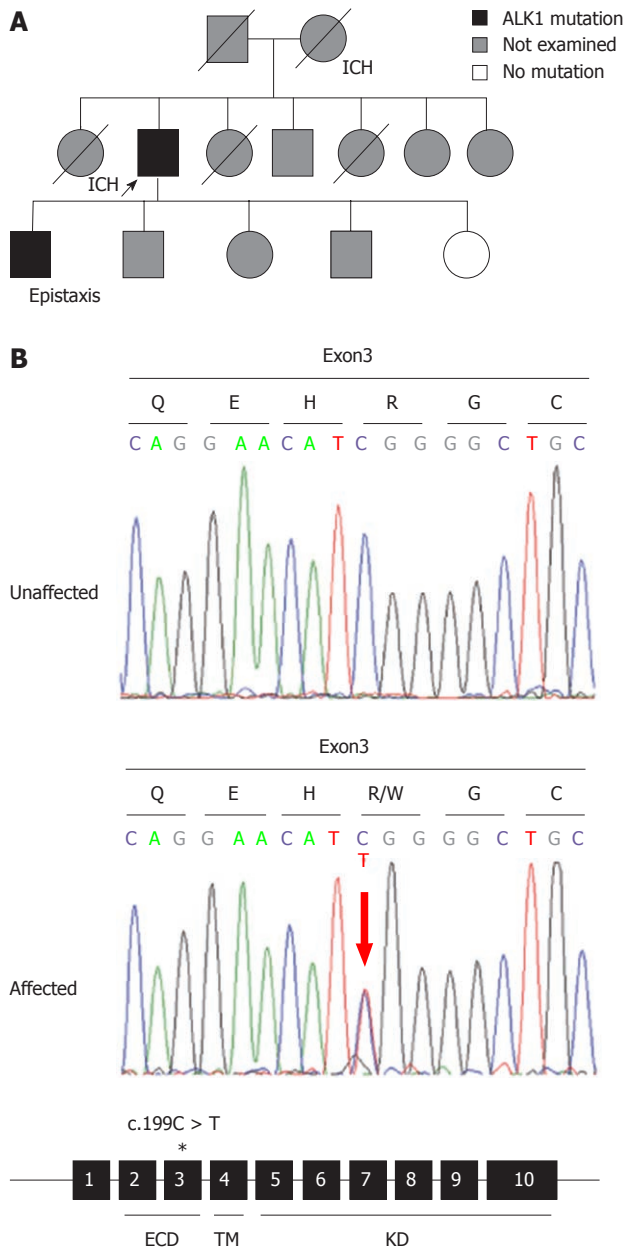 A
ALK1 mutation
Not examined
No mutation
ICH
ICH
Epistaxis
B
Exon3
Q E H R G C
C A G G A A C A T C G G G G C T G C
Unaffected
Exon3
Q E H R/W G C
C A G G A A C A T C G G G G C T G C
T
Affected
c.199C > T
*
1 2 3 4 5 6 7 8 9 10
ECD TM KD